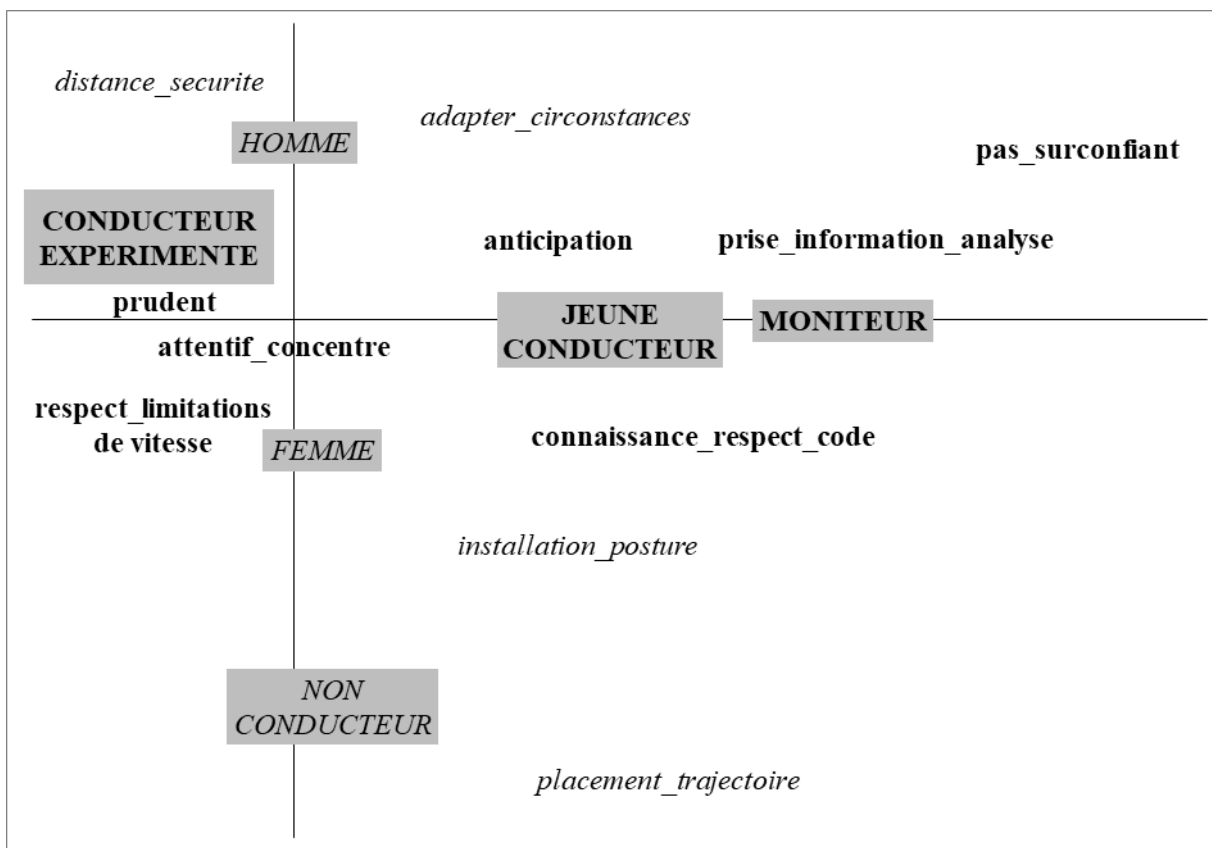 distance_securite
adapter_circonstances
HOMME
pas_surconfiant
CONDUCTEUR
EXPERIMENTE
anticipation
prise_information_analyse
prudent
JEUNE
CONDUCTEUR
MONITEUR
attentif_concentre
respect_limitations
de vitesse
FEMME
connaissance_respect_code
installation_posture
NON
CONDUCTEUR
placement_trajectoire